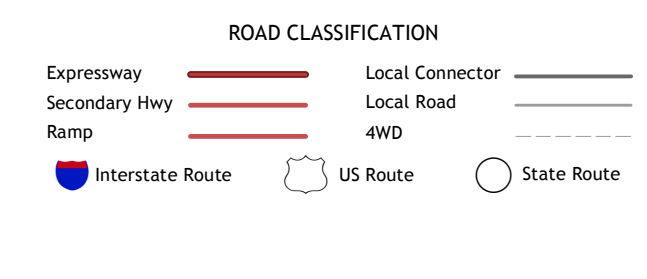 ROAD CLASSIFICATION
Expressway
Secondary Hwy
Ramp
Local Connector
Local Road
4WD
Interstate Route
US Route
State Route